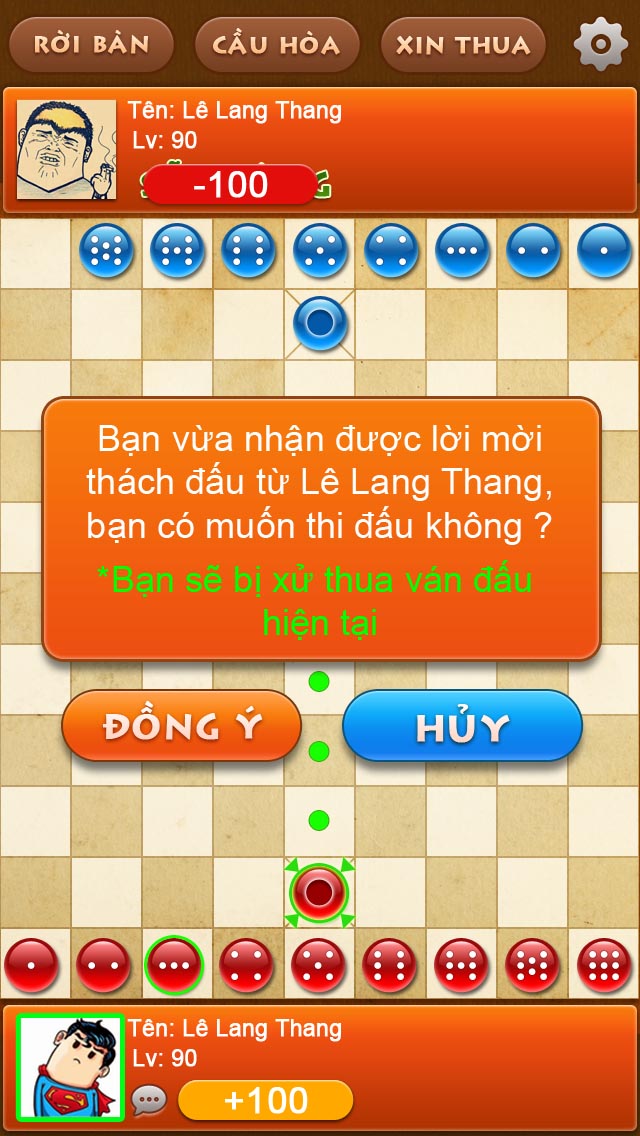 RỜI BÀN
CẦU HÒA
XIN THUA
Tên: Lê Lang Thang
Lv: 90
-100
Bạn vừa nhận được lời mời
thách đấu từ Lê Lang Thang,
bạn có muốn thi đấu không ?
*Bạn sẽ bị xử thua ván đấu
hiện tại
ĐỒNG Ý
HỦY
Tên: Lê Lang Thang
Lv: 90
+100